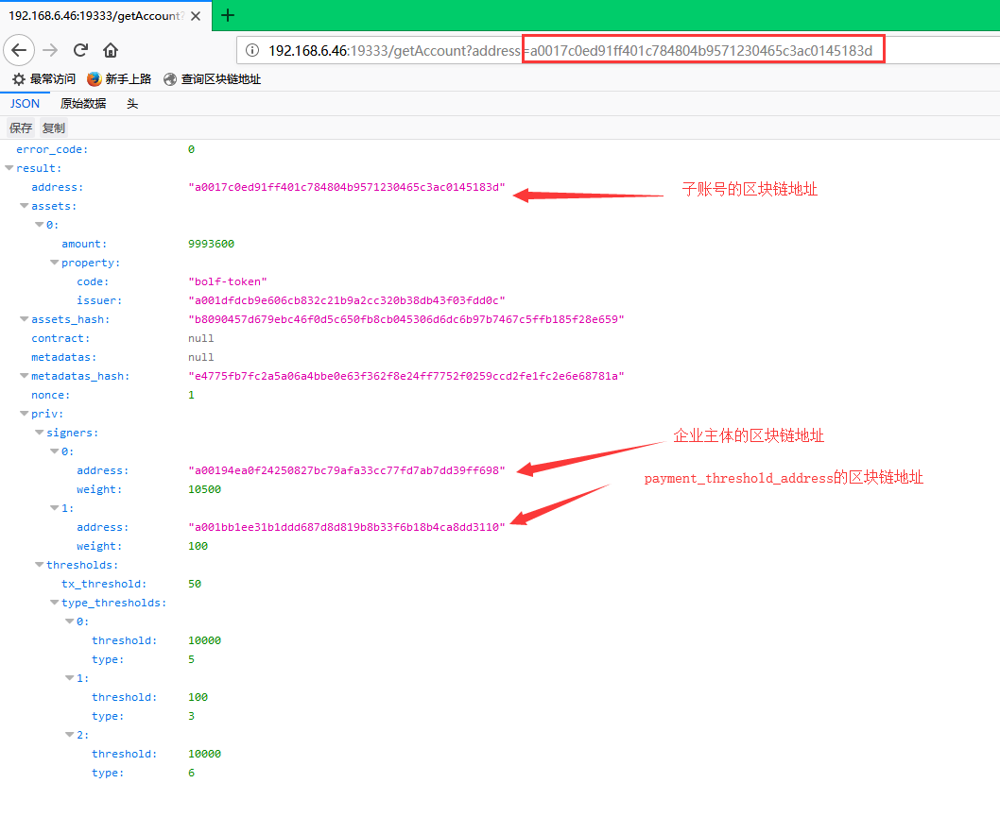 192.168.6.46:19333/getAccount?
192.168.6.46:19333/getAccount?address=a0017c0ed91ff401c784804b9571230465c3ac0145183d
最常访问 新手上路 查询区块链地址
JSON 原始数据 头
保存 复制
error_code: 0
result:
address: "a0017c0ed91ff401c784804b9571230465c3ac0145183d" 子账号的区块链地址
assets:
0:
amount: 9993600
property:
code: "bolf-token"
issuer: "a001dfdcb9e606cb832c21b9a2cc320b38db43f03fdd0c"
assets_hash: "b8090457d679ebc46f0d5c650fb8cb045306d6dc6b97b7467c5ffb185f28e659"
contract: null
metadatas: null
metadatas_hash: "e4775fb7fc2a5a06a4bbe0e63f362f8e24ff7752f0259ccd2fe1fc2e6e68781a"
nonce: 1
priv:
signers:
企业主体的区块链地址
0:
address: "a00194ea0f24250827bc79afa33cc77fd7ab7dd39ff698"
payment_threshold_address的区块链地址
weight: 10500
1:
address: "a001bb1ee31b1ddd687d8d819b8b33f6b18b4ca8dd3110"
weight: 100
thresholds:
tx_threshold: 50
type_thresholds:
0:
threshold: 10000
type: 5
1:
threshold: 100
type: 3
2:
threshold: 10000
type: 6